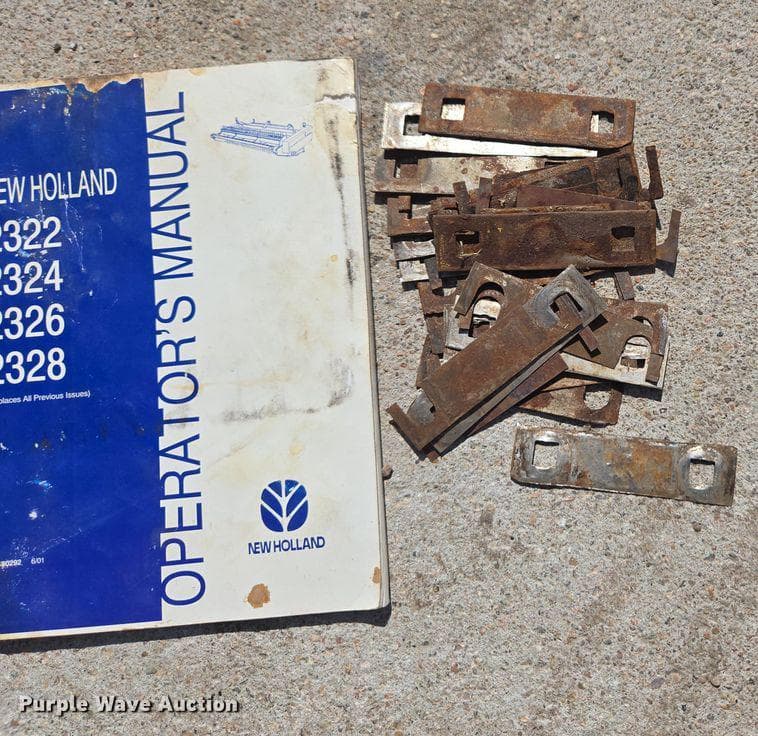 EW HOLLAND
2322
2324
2326
2328
places All Previous Issues)
6/01
OPERATOR'S MANUAL
NEW HOLLAND
Purple Wave Auction